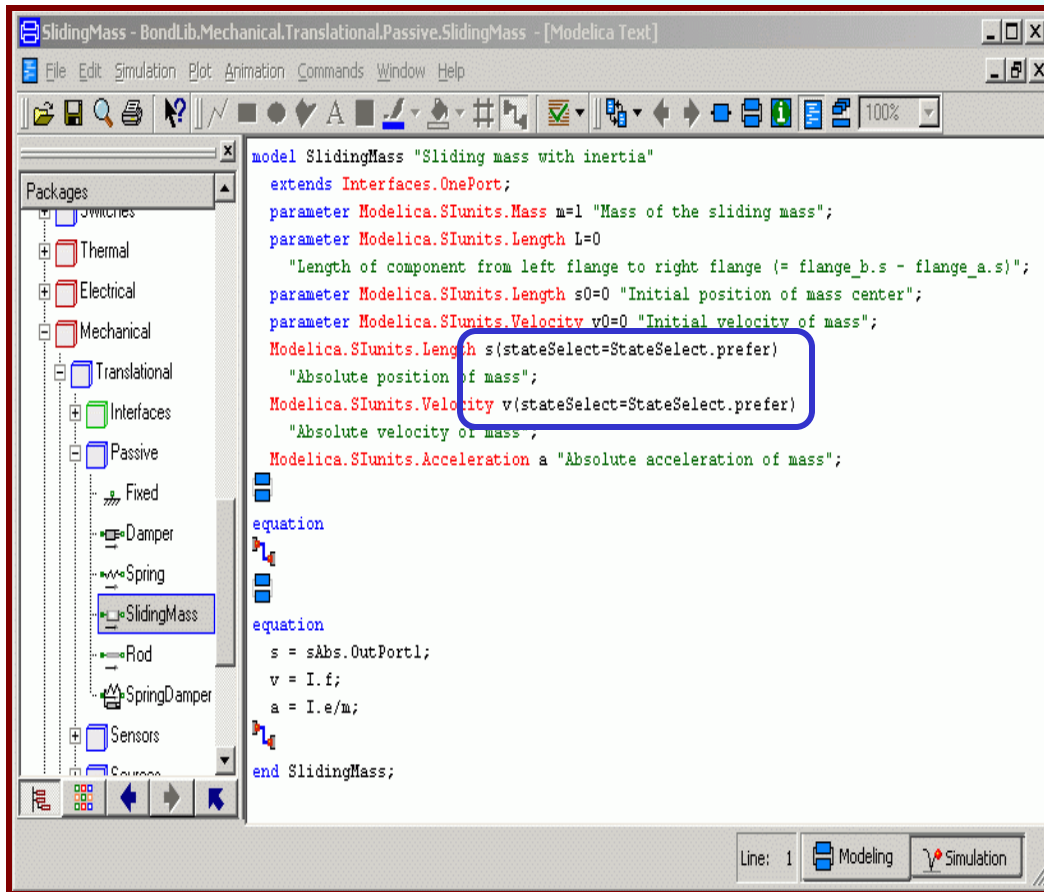 SlidingMass - BondLib.Mechanical.Translational.Passive.SlidingMass - [Modelica Text]
File Edit Simulation Plot Animation Commands Window Help
100%
Packages
Switches
Thermal
Electrical
Mechanical
Translational
Interfaces
Passive
Fixed
Damper
Spring
SlidingMass
Rod
SpringDamper
Sensors
Sources
model SlidingMass "Sliding mass with inertia"
extends Interfaces.OnePort;
parameter Modelica.SIunits.Mass m=1 "Mass of the sliding mass";
parameter Modelica.SIunits.Length L=0
"Length of component from left flange to right flange (= flange_b.s - flange_a.s)";
parameter Modelica.SIunits.Length s0=0 "Initial position of mass center";
parameter Modelica.SIunits.Velocity v0=0 "Initial velocity of mass";
Modelica.SIunits.Length s(stateSelect=StateSelect.prefer)
"Absolute position of mass";
Modelica.SIunits.Velocity v(stateSelect=StateSelect.prefer)
"Absolute velocity of mass";
Modelica.SIunits.Acceleration a "Absolute acceleration of mass";
equation
equation
s = sAbs.OutPort1;
v = I.f;
a = I.e/m;
end SlidingMass;
Line: 1
Modeling
Simulation